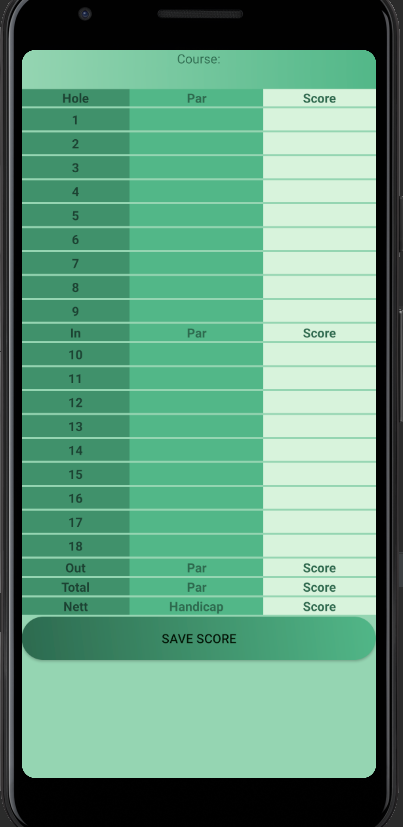 Course:
Hole Par Score
1
2
3
4
5
6
7
8
9
In Par Score
10
11
12
13
14
15
16
17
18
Out Par Score
Total Par Score
Nett Handicap Score
SAVE SCORE